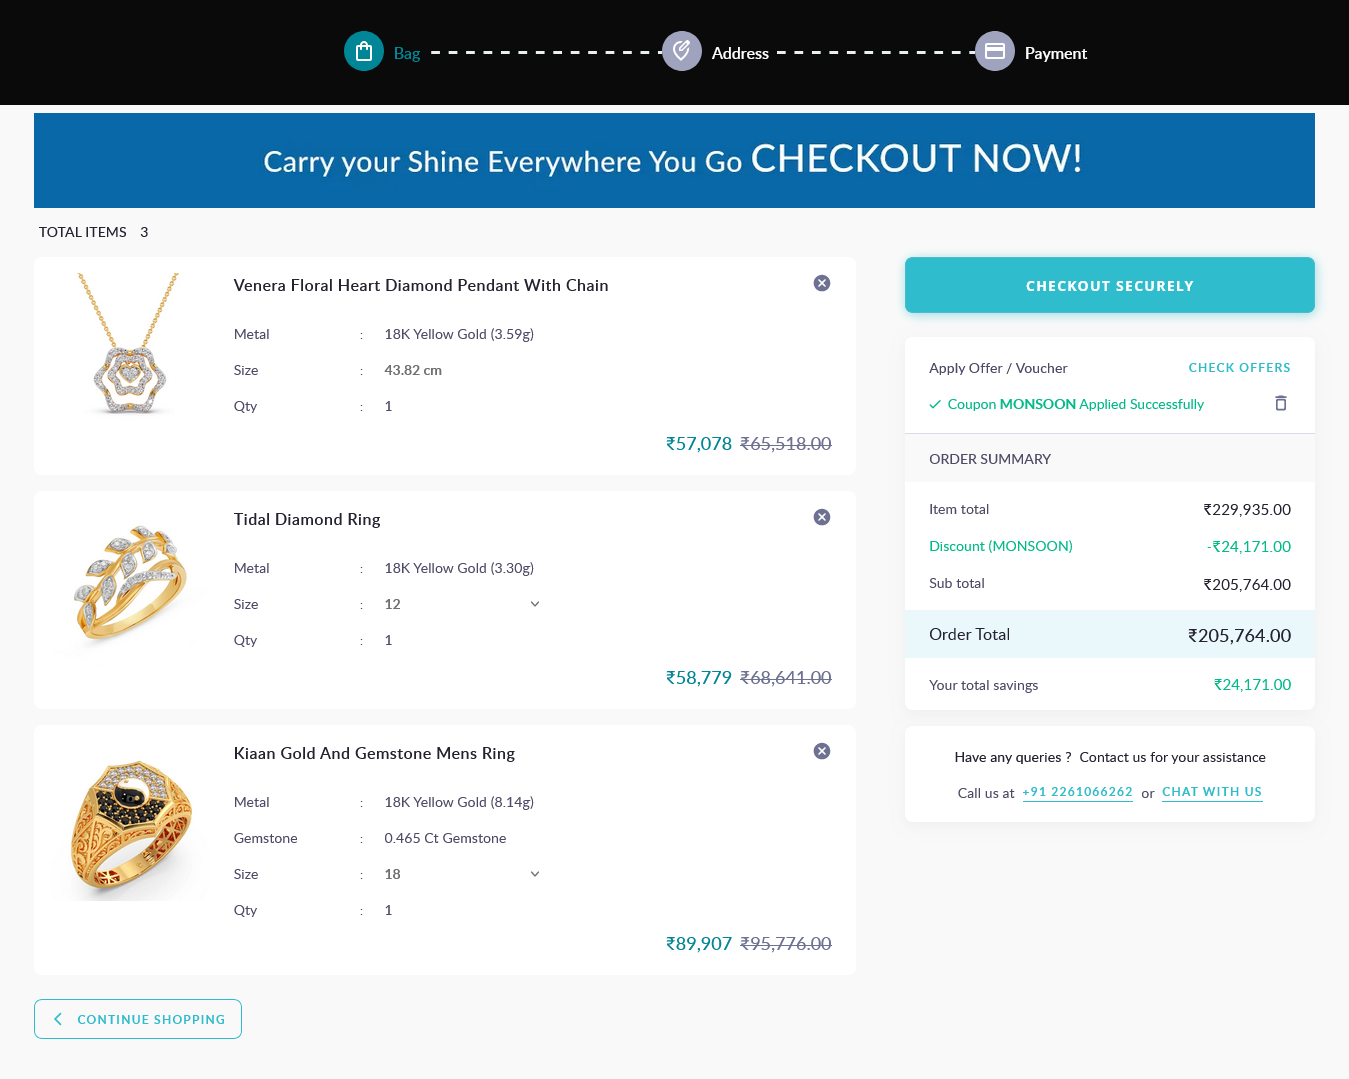 Bag
Address
Payment
Carry your Shine Everywhere You Go CHECKOUT NOW!
TOTAL ITEMS 3
Venera Floral Heart Diamond Pendant With Chain
Metal : 18K Yellow Gold (3.59g)
Size : 43.82 cm
Qty : 1
₹57,078 ₹65,518.00
Tidal Diamond Ring
Metal : 18K Yellow Gold (3.30g)
Size : 12
Qty : 1
₹58,779 ₹68,641.00
Kiaan Gold And Gemstone Mens Ring
Metal : 18K Yellow Gold (8.14g)
Gemstone : 0.465 Ct Gemstone
Size : 18
Qty : 1
₹89,907 ₹95,776.00
CONTINUE SHOPPING
CHECKOUT SECURELY
Apply Offer / Voucher CHECK OFFERS
Coupon MONSOON Applied Successfully
ORDER SUMMARY
Item total ₹229,935.00
Discount (MONSOON) -₹24,171.00
Sub total ₹205,764.00
Order Total ₹205,764.00
Your total savings ₹24,171.00
Have any queries ? Contact us for your assistance
Call us at +91 2261066262 or CHAT WITH US